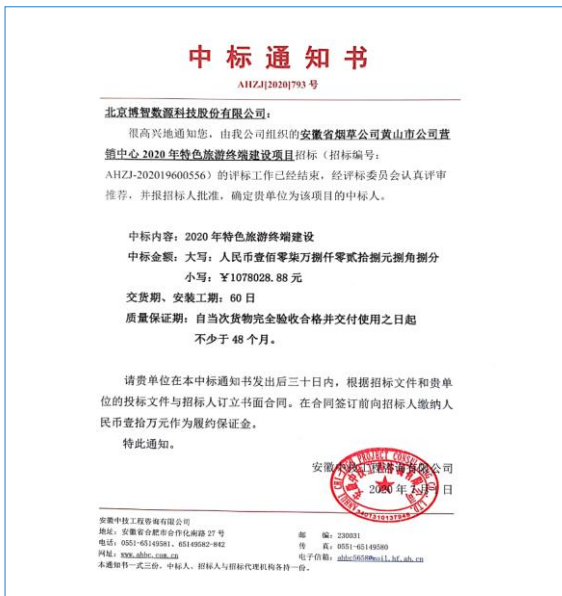 中标通知书
AHZJ[2020]793 号
北京博智数源科技股份有限公司：
很高兴地通知您，由我公司组织的安徽省烟草公司黄山市公司营
销中心 2020 年特色旅游终端建设项目招标（招标编号：
AHZJ-202019600556）的评标工作已经结束，经评标委员会认真评审
推荐，并报招标人批准，确定贵单位为该项目的中标人。
中标内容：2020 年特色旅游终端建设
中标金额：大写：人民币壹佰零柒万捌仟零贰拾捌元捌角捌分
小写：￥1078028.88 元
交货期、安装工期：60 日
质量保证期：自当次货物完全验收合格并交付使用之日起
不少于 48 个月。
请贵单位在本中标通知书发出后三十日内，根据招标文件和贵单
位的投标文件与招标人订立书面合同。在合同签订前向招标人缴纳人
民币壹拾万元作为履约保证金。
特此通知。
安徽中技工程咨询有限公司
2020 年 7 月 日
安徽中技工程咨询有限公司
地址：安徽省合肥市合作化南路 27 号
邮 编：230031
电话：0551-65149581、65149582-842
传 真：0551-65149580
网址：www.ahbc.com.cn
电子信箱：ahbc5658@mail.hf.ah.cn
本通知书一式三份，中标人、招标人与招标代理机构各持一份。